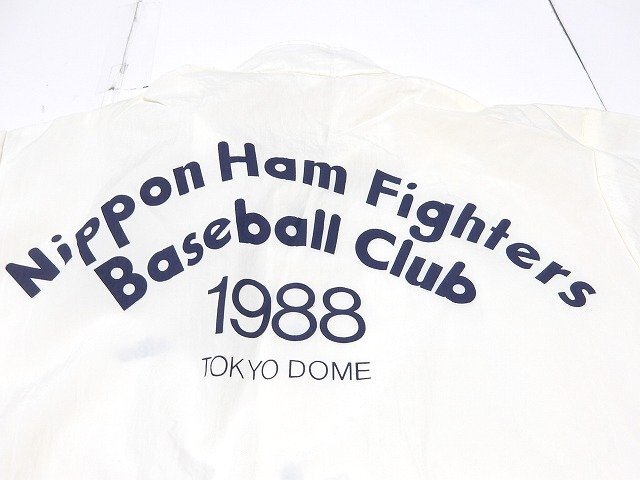 Nippon Ham Fighters
Baseball Club
1988
TOKYO DOME